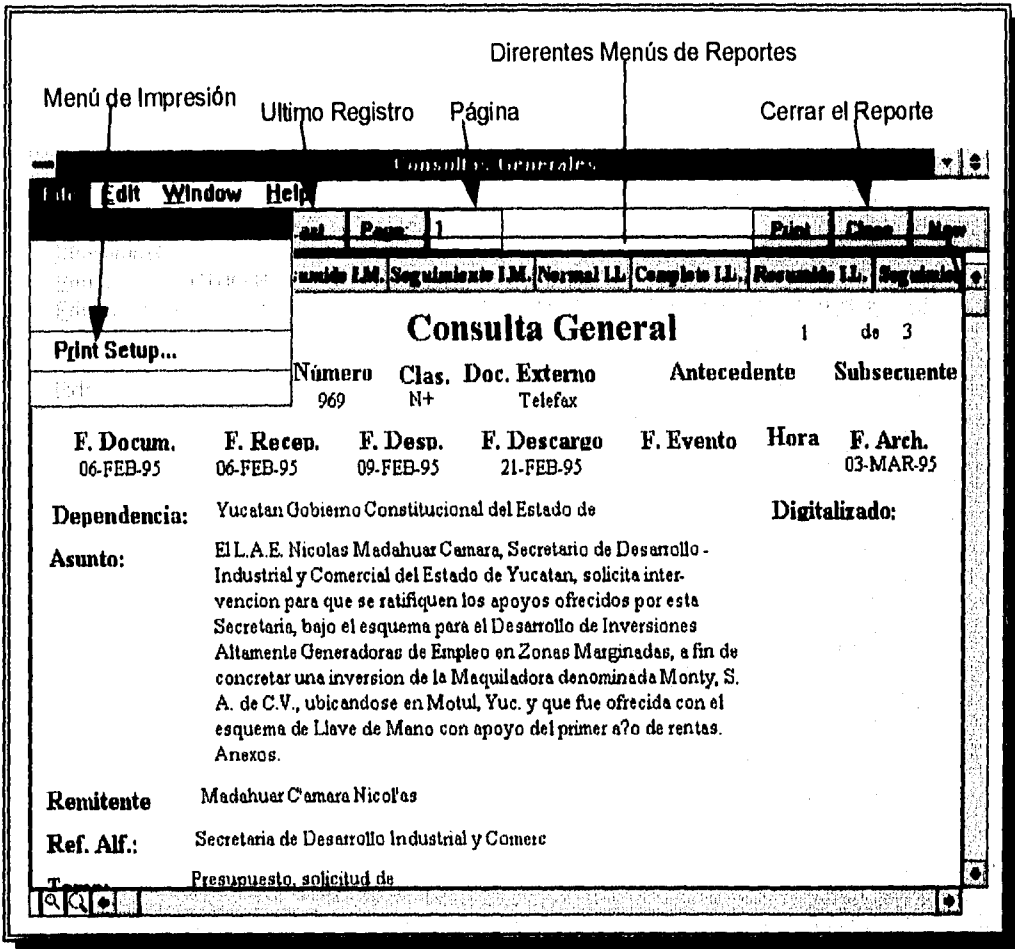 Direrentes Menús de Reportes
Menú de Impresión
Ultimo Registro
Página
Cerrar el Reporte
Consultas Generales
File Edit Window Help
Page: 1 Print Close New
I.M. Seguimiento I.M. Normal I.I. Completo I.I. Resumido I.I.
Print Setup...
Consulta General 1 de 3
Número Clas. Doc. Externo Antecedente Subsecuente
969 N+ Telefax
F. Docum. F. Recep. F. Desp. F. Descargo F. Evento Hora F. Arch.
06-FEB-95 06-FEB-95 09-FEB-95 21-FEB-95 03-MAR-95
Dependencia: Yucatan Gobierno Constitucional del Estado de Digitalizado:
Asunto: El L.A.E. Nicolas Madahuar Camara, Secretario de Desarrollo -
Industrial y Comercial del Estado de Yucatan, solicita inter-
vencion para que se ratifiquen los apoyos ofrecidos por esta
Secretaria, bajo el esquema para el Desarrollo de Inversiones
Altamente Generadoras de Empleo en Zonas Marginadas, a fin de
concretar una inversion de la Maquiladora denominada Monty, S.
A. de C.V., ubicandose en Motul, Yuc. y que fue ofrecida con el
esquema de Llave de Mano con apoyo del primer a?o de rentas.
Anexos.
Remitente Madahuar C'amara Nicol'as
Ref. Alf.: Secretaria de Desarrollo Industrial y Comerc
Presupuesto, solicitud de